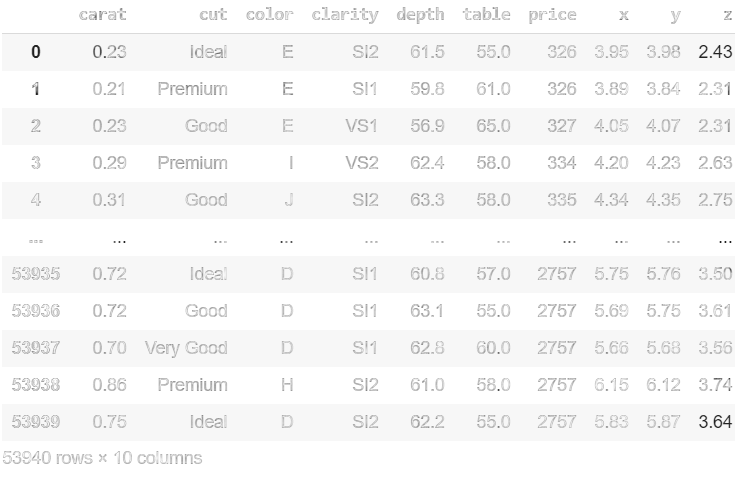 carat cut color clarity depth table price x y z
0 0.23 Ideal E SI2 61.5 55.0 326 3.95 3.98 2.43
1 0.21 Premium E SI1 59.8 61.0 326 3.89 3.84 2.31
2 0.23 Good E VS1 56.9 65.0 327 4.05 4.07 2.31
3 0.29 Premium I VS2 62.4 58.0 334 4.20 4.23 2.63
4 0.31 Good J SI2 63.3 58.0 335 4.34 4.35 2.75
... ... ... ... ... ... ... ... ... ... ...
53935 0.72 Ideal D SI1 60.8 57.0 2757 5.75 5.76 3.50
53936 0.72 Good D SI1 63.1 55.0 2757 5.69 5.75 3.61
53937 0.70 Very Good D SI1 62.8 60.0 2757 5.66 5.68 3.56
53938 0.86 Premium H SI2 61.0 58.0 2757 6.15 6.12 3.74
53939 0.75 Ideal D SI2 62.2 55.0 2757 5.83 5.87 3.64
53940 rows × 10 columns